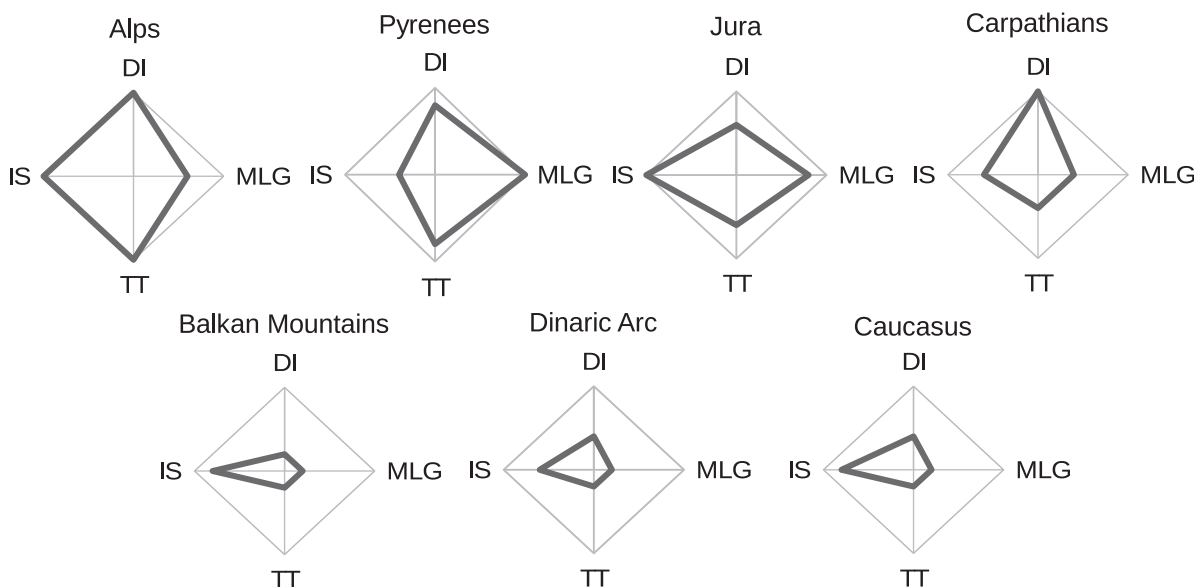 Alps
DI
IS
MLG
TT
Pyrenees
DI
IS
MLG
TT
Jura
DI
IS
MLG
TT
Carpathians
DI
IS
MLG
TT
Balkan Mountains
DI
IS
MLG
TT
Dinaric Arc
DI
IS
MLG
TT
Caucasus
DI
IS
MLG
TT